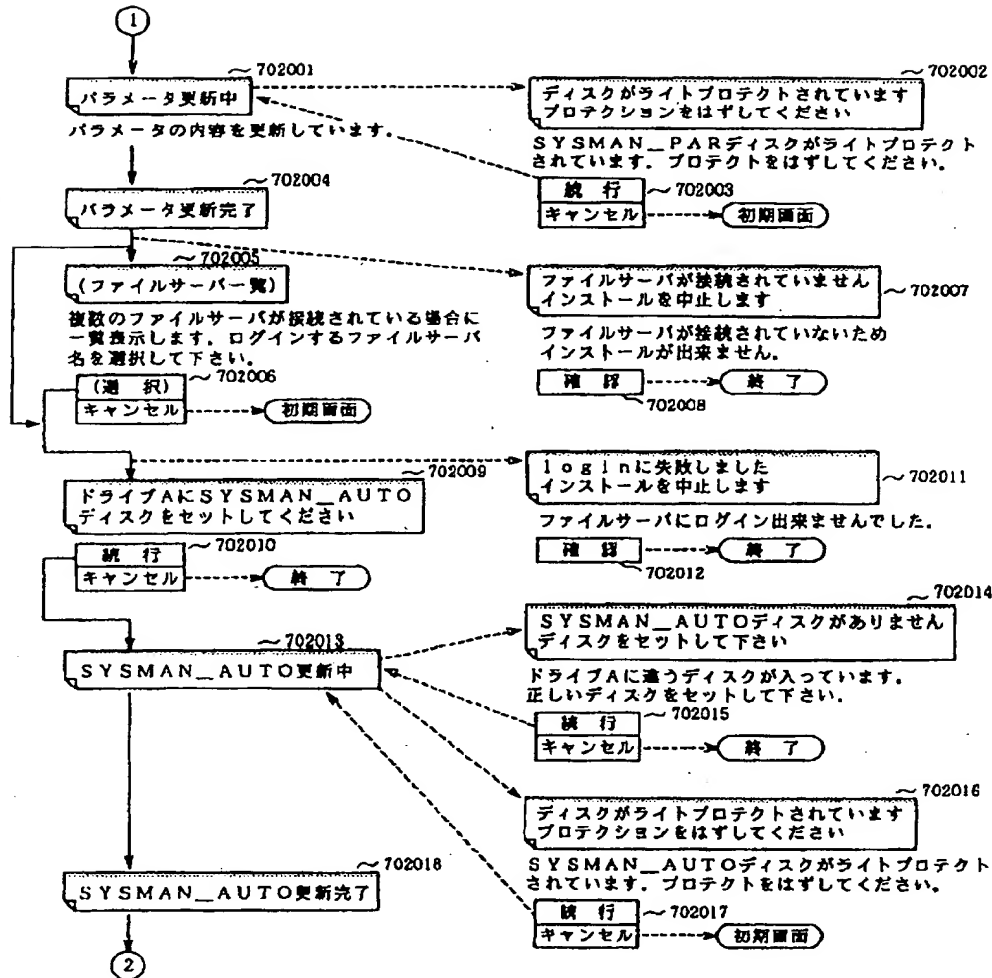 1
702001
パラメータ更新中
パラメータの内容を更新しています.
702002
ディスクがライトプロテクトされています
プロテクションをはずしてください
SYSMAN__PARディスクがライトプロテクト
されています. プロテクトをはずしてください。
続 行
702003
キャンセル
初期画面
702004
パラメータ更新完了
702005
(ファイルサーバ一覧)
複数のファイルサーバが接続されている場合に
一覧表示します. ログインするファイルサーバ
名を選択して下さい。
702006
(選 択)
キャンセル
初期画面
ファイルサーバが接続されていません
インストールを中止します
702007
ファイルサーバが接続されていないため
インストールが出来ません.
確 認
終 了
702008
702009
ドライブAにSYSMAN__AUTO
ディスクをセットしてください
702010
続 行
キャンセル
終 了
loginに失敗しました
インストールを中止します
702011
ファイルサーバにログイン出来ませんでした.
確 認
終 了
702012
702013
SYSMAN__AUTO更新中
702014
SYSMAN__AUTOディスクがありません
ディスクをセットして下さい
ドライブAに違うディスクが入っています.
正しいディスクをセットして下さい.
続 行
702015
キャンセル
終 了
702016
ディスクがライトプロテクトされています
プロテクションをはずしてください
SYSMAN__AUTOディスクがライトプロテクト
されています. プロテクトをはずしてください。
続 行
702017
キャンセル
初期画面
702018
SYSMAN__AUTO更新完了
2